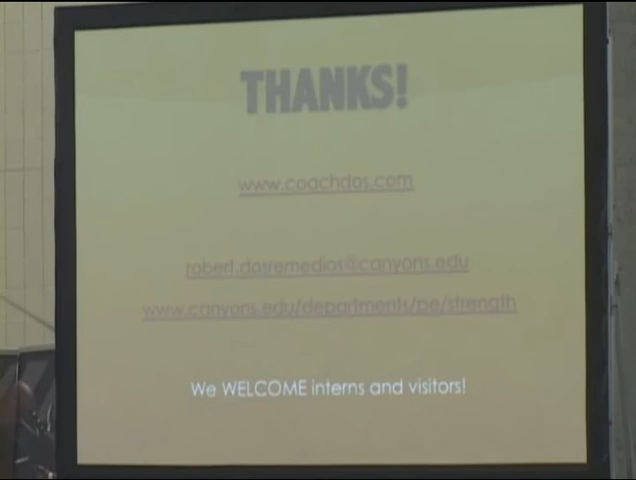 THANKS!
www.coachdos.com
robert.dosremedios@canyons.edu
www.canyons.edu/departments/pe/strength
We WELCOME interns and visitors!